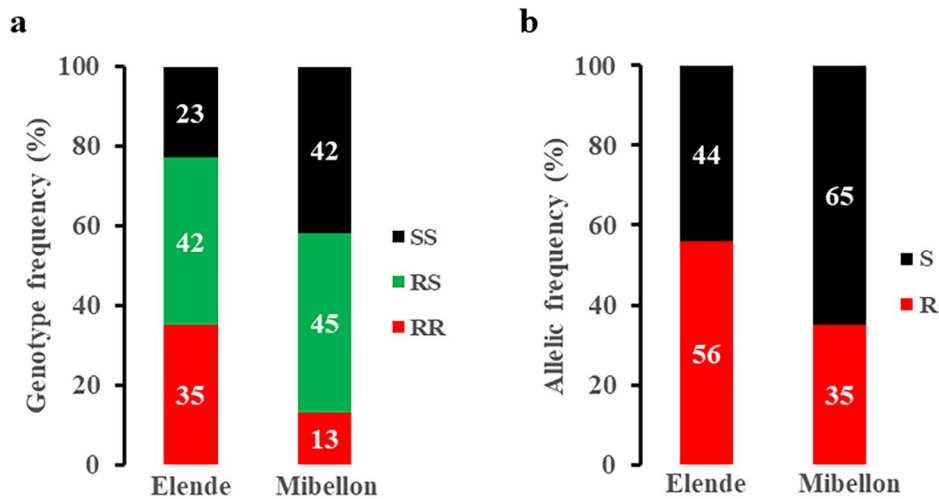 a
Genotype frequency (%)
100
80
60
40
20
0
23
42
35
42
45
13
Elende
Mibellon
SS
RS
RR
b
Allelic frequency (%)
100
80
60
40
20
0
44
56
65
35
Elende
Mibellon
S
R